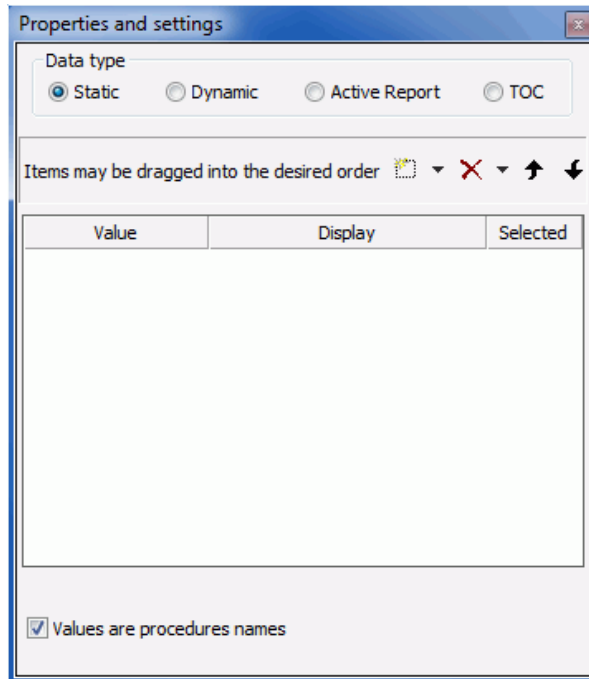 Properties and settings
Data type
Static Dynamic Active Report TOC
Items may be dragged into the desired order
Value Display Selected
Values are procedures names